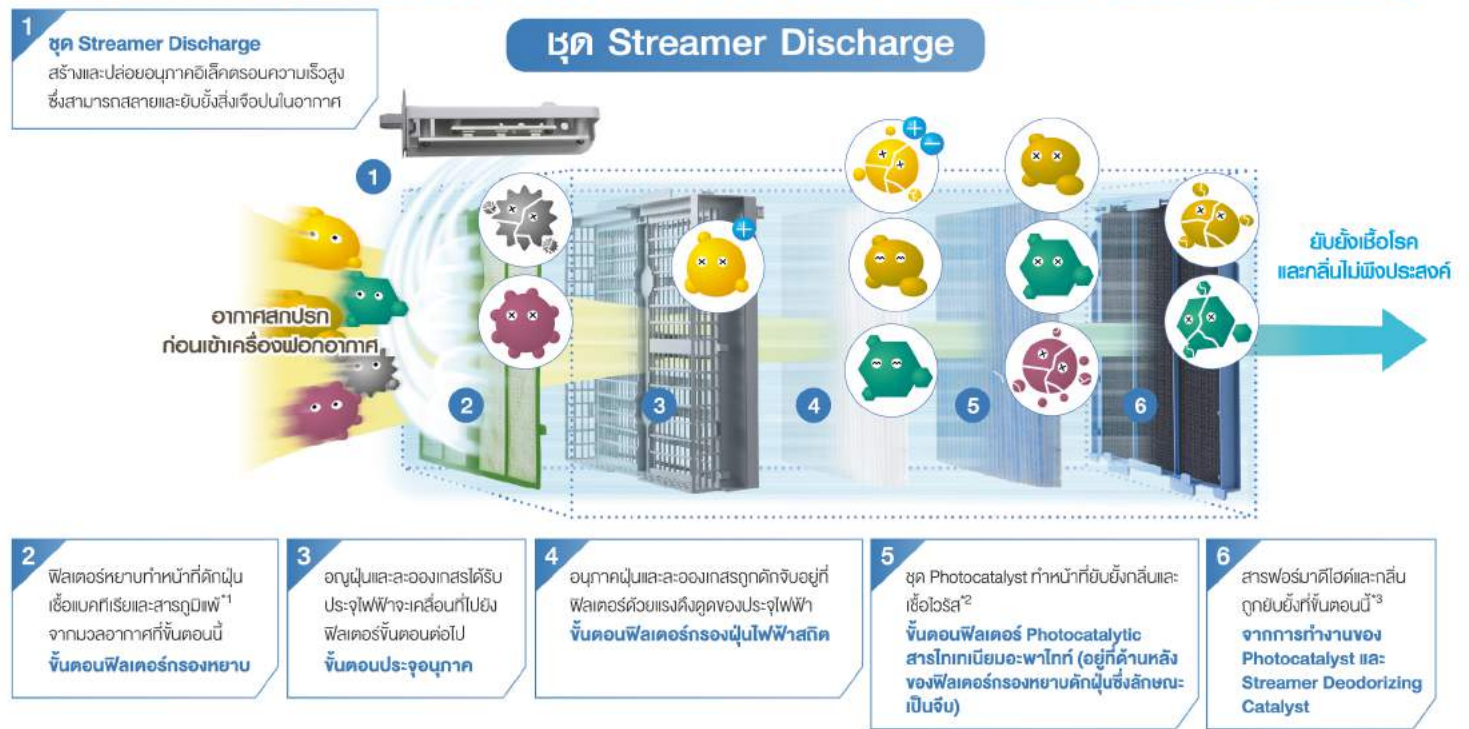 ชุด Streamer Discharge
1
ชุด Streamer Discharge
สร้างและปล่อยอนุภาคอิเล็คตรอนความเร็วสูง
ซึ่งสามารถสลายและยับยั้งสิ่งเจือปนในอากาศ
1
อากาศสกปรก
ก่อนเข้าเครื่องฟอกอากาศ
2
3
4
5
6
ยับยั้งเชื้อโรค
และกลิ่นไม่พึงประสงค์
2
ฟิลเตอร์หยาบทำหน้าที่ดักฝุ่น
เชื้อแบคทีเรียและสารภูมิแพ้*1
จากมวลอากาศที่ขั้นตอนนี้
ขั้นตอนฟิลเตอร์กรองหยาบ
3
อณูฝุ่นและละอองเกสรได้รับ
ประจุไฟฟ้าจะเคลื่อนที่ไปยัง
ฟิลเตอร์ขั้นตอนต่อไป
ขั้นตอนประจุอนุภาค
4
อนุภาคฝุ่นและละอองเกสรถูกดักจับอยู่ที่
ฟิลเตอร์ด้วยแรงดึงดูดของประจุไฟฟ้า
ขั้นตอนฟิลเตอร์กรองฝุ่นไฟฟ้าสถิต
5
ชุด Photocatalyst ทำหน้าที่ยับยั้งกลิ่นและ
เชื้อไวรัส*2
ขั้นตอนฟิลเตอร์ Photocatalytic
สารไทเทเนียมอะพาไทท์ (อยู่ที่ด้านหลัง
ของฟิลเตอร์กรองหยาบดักฝุ่นซึ่งลักษณะ
เป็นจีบ)
6
สารฟอร์มาดีไฮด์และกลิ่น
ถูกยับยั้งที่ขั้นตอนนี้*3
จากการทำงานของ
Photocatalyst และ
Streamer Deodorizing
Catalyst